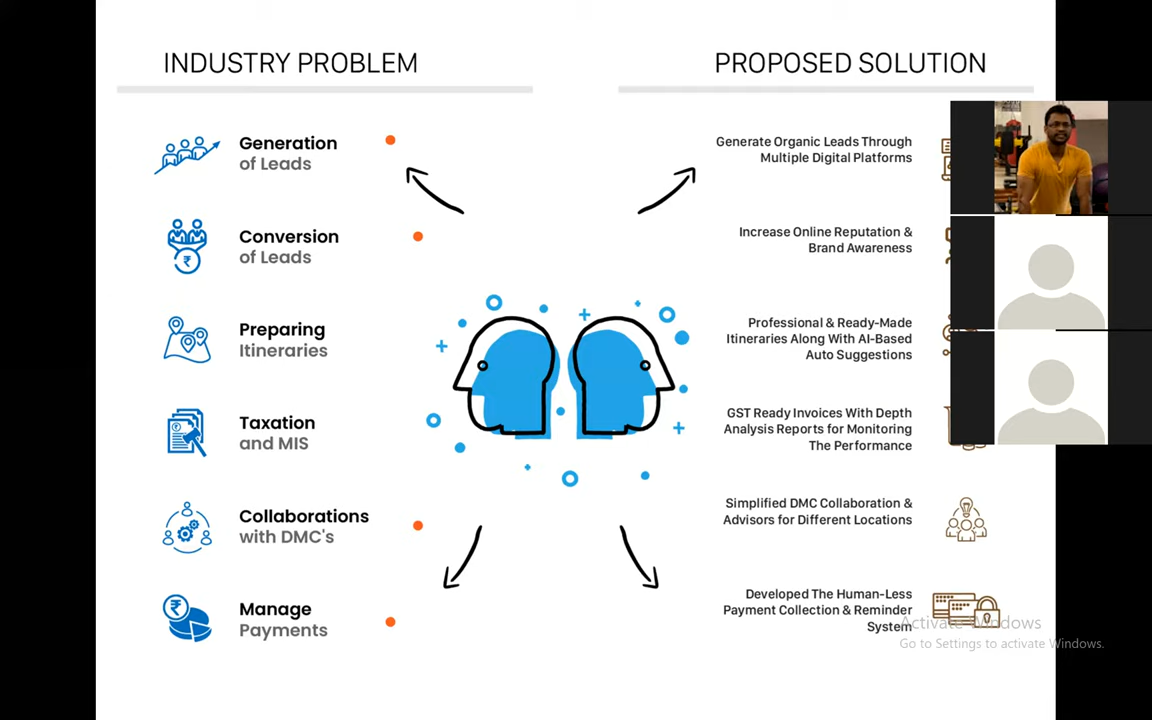 INDUSTRY PROBLEM
Generation
of Leads
Conversion
of Leads
Preparing
Itineraries
Taxation
and MIS
Collaborations
with DMC's
Manage
Payments
PROPOSED SOLUTION
Generate Organic Leads Through
Multiple Digital Platforms
Increase Online Reputation &
Brand Awareness
Professional & Ready-Made
Itineraries Along With AI-Based
Auto Suggestions
GST Ready Invoices With Depth
Analysis Reports for Monitoring
The Performance
Simplified DMC Collaboration &
Advisors for Different Locations
Developed The Human-Less
Payment Collection & Reminder
System
Activate Windows
Go to Settings to activate Windows.